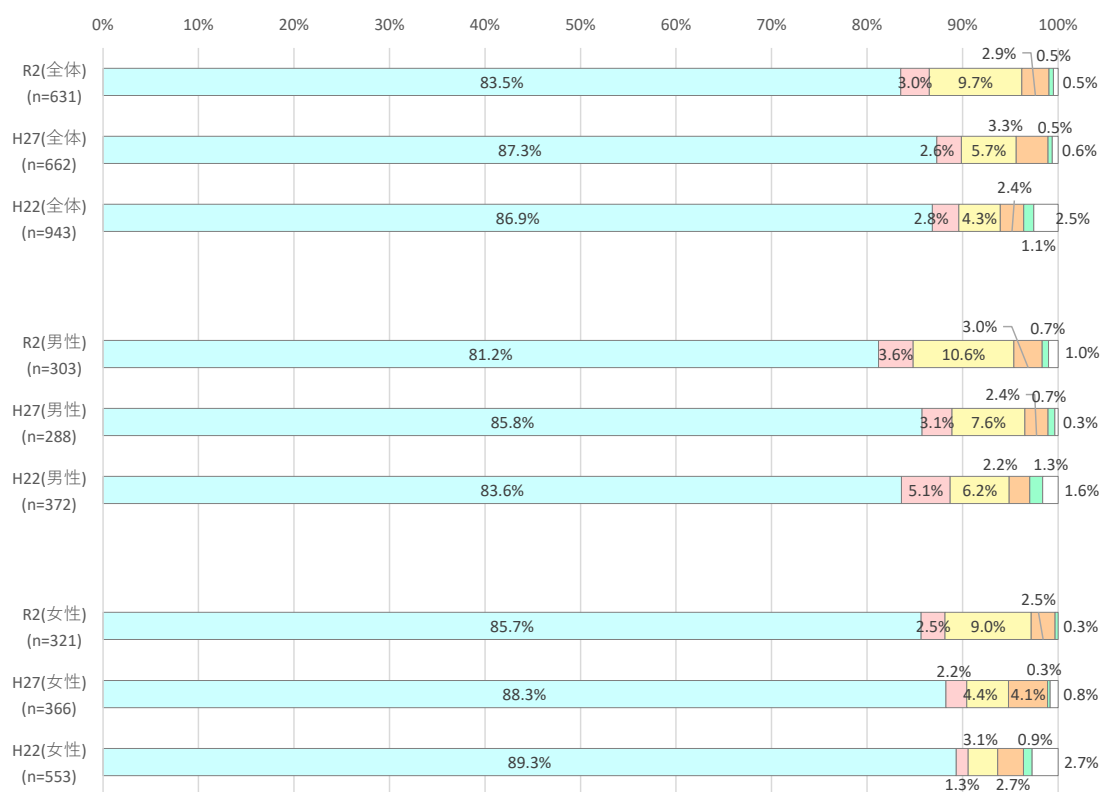 0% 10% 20% 30% 40% 50% 60% 70% 80% 90% 100%
2.9% 0.5%
R2(全体)
(n=631)
83.5% 3.0% 9.7% 0.5%
3.3% 0.5%
H27(全体)
(n=662)
87.3% 2.6% 5.7% 0.6%
2.4%
H22(全体)
(n=943)
86.9% 2.8% 4.3% 2.5%
1.1%
3.0% 0.7%
R2(男性)
(n=303)
81.2% 3.6% 10.6% 1.0%
2.4% 0.7%
H27(男性)
(n=288)
85.8% 3.1% 7.6% 0.3%
2.2% 1.3%
H22(男性)
(n=372)
83.6% 5.1% 6.2% 1.6%
2.5%
R2(女性)
(n=321)
85.7% 2.5% 9.0% 0.3%
2.2% 0.3%
H27(女性)
(n=366)
88.3% 4.4% 4.1% 0.8%
3.1% 0.9%
H22(女性)
(n=553)
89.3% 2.7%
1.3% 2.7%